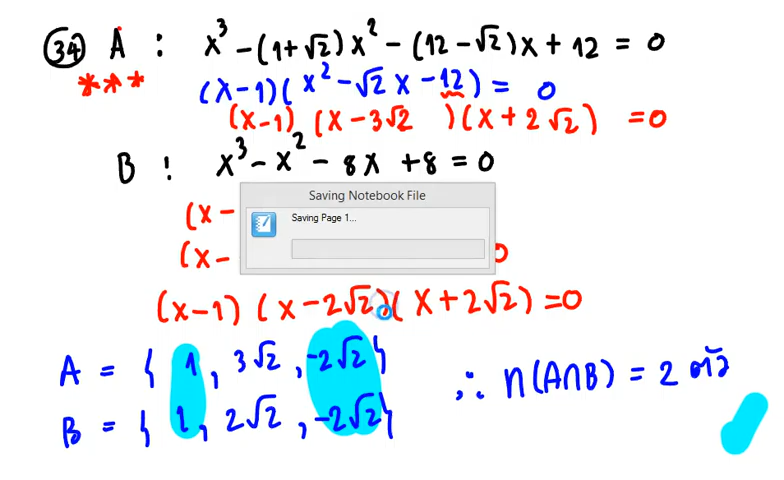 34 A : x³ - (1+√2)x² - (12-√2)x + 12 = 0
*** (x-1)(x² - √2x - 12) = 0
(x-1) (x-3√2 )(x+2√2) = 0
B : x³ - x² - 8x + 8 = 0
Saving Notebook File
(x-
Saving Page 1...
(x- 0
(x-1) (x-2√2)(x+2√2) = 0
A = { 1, 3√2, -2√2 }
B = { 1, 2√2, -2√2 }
∴ n(A∩B) = 2 ตัว